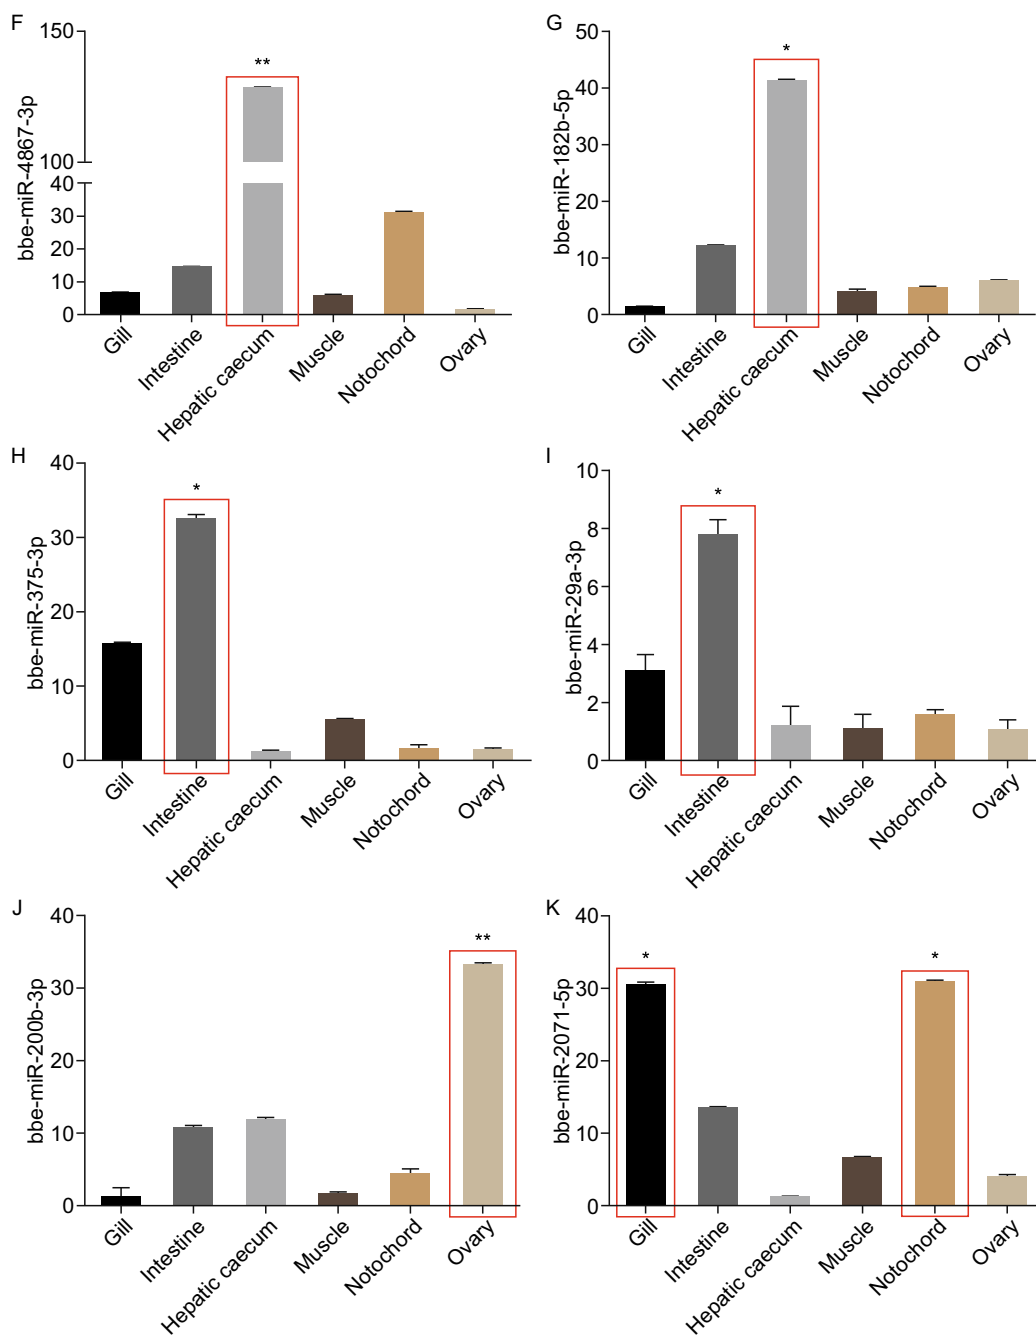 F
bbe-miR-4867-3p
150
100
40
30
20
10
0
**
Gill
Intestine
Hepatic caecum
Muscle
Notochord
Ovary
G
bbe-miR-182b-5p
50
40
30
20
10
0
*
Gill
Intestine
Hepatic caecum
Muscle
Notochord
Ovary
H
bbe-miR-375-3p
40
30
20
10
0
*
Gill
Intestine
Hepatic caecum
Muscle
Notochord
Ovary
I
bbe-miR-29a-3p
10
8
6
4
2
0
*
Gill
Intestine
Hepatic caecum
Muscle
Notochord
Ovary
J
bbe-miR-200b-3p
40
30
20
10
0
**
Gill
Intestine
Hepatic caecum
Muscle
Notochord
Ovary
K
bbe-miR-2071-5p
40
30
20
10
0
*
*
Gill
Intestine
Hepatic caecum
Muscle
Notochord
Ovary